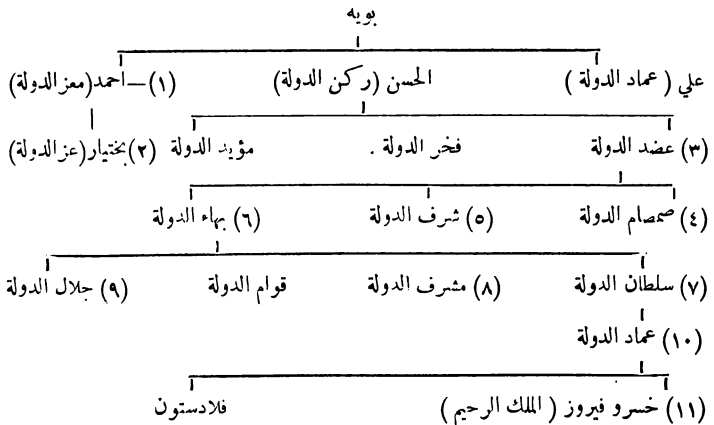 بويه
علي ( عماد الدولة ) الحسن (ركن الدولة) (١)–احمد(معز الدولة)
(٣) عضد الدولة فخر الدولة . مؤيد الدولة (٢)بختيار(عز الدولة)
(٤) صمصام الدولة (٥) شرف الدولة (٦) بهاء الدولة
(٧) سلطان الدولة (٨) مشرف الدولة قوام الدولة (٩) جلال الدولة
(١٠) عماد الدولة
(١١) خسرو فيروز ( الملك الرحيم ) فلادستون